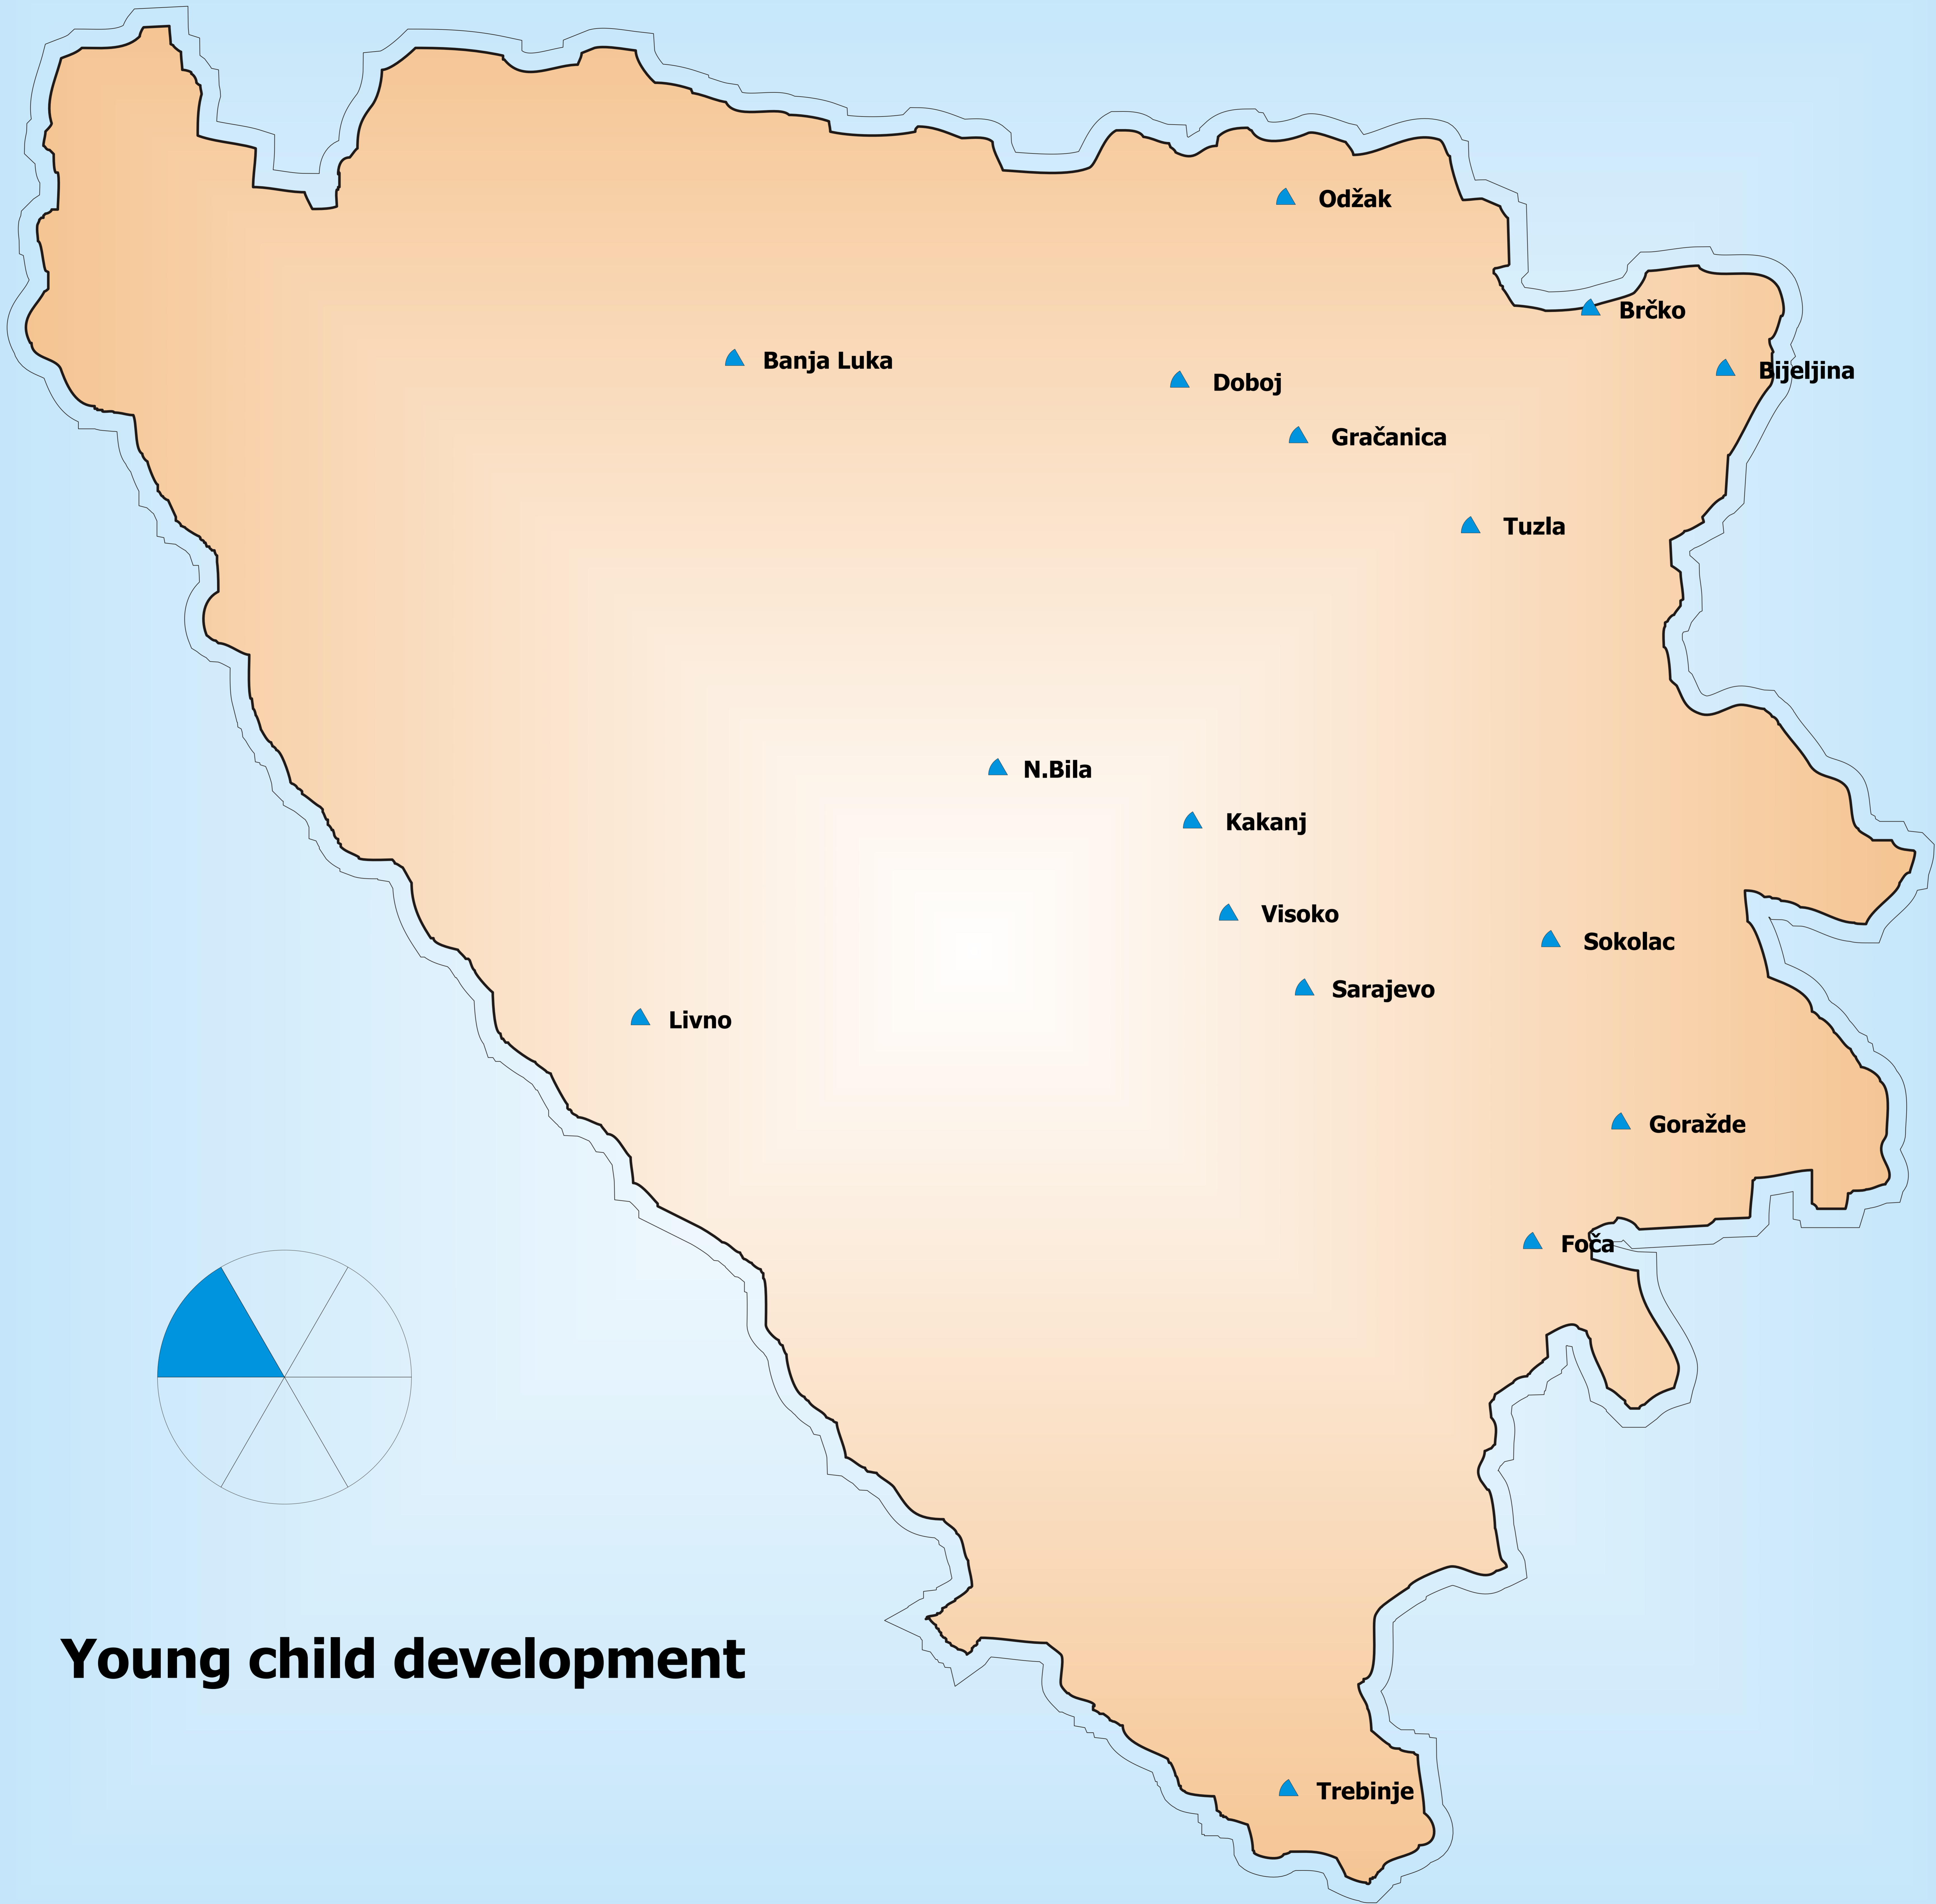 Odžak
Brčko
Banja Luka
Bijeljina
Doboj
Gračanica
Tuzla
N.Bila
Kakanj
Visoko
Sokolac
Sarajevo
Livno
Goražde
Foča
Young child development
Trebinje